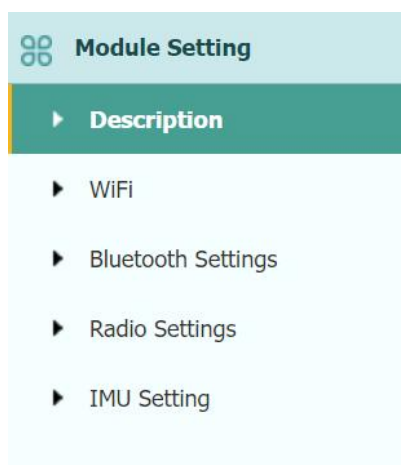 Module Setting
Description
WiFi
Bluetooth Settings
Radio Settings
IMU Setting